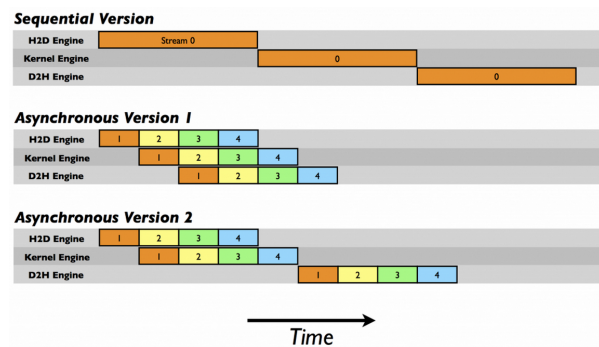 Sequential Version
H2D Engine Stream 0
Kernel Engine 0
D2H Engine 0
Asynchronous Version 1
H2D Engine 1 2 3 4
Kernel Engine 1 2 3 4
D2H Engine 1 2 3 4
Asynchronous Version 2
H2D Engine 1 2 3 4
Kernel Engine 1 2 3 4
D2H Engine 1 2 3 4
Time